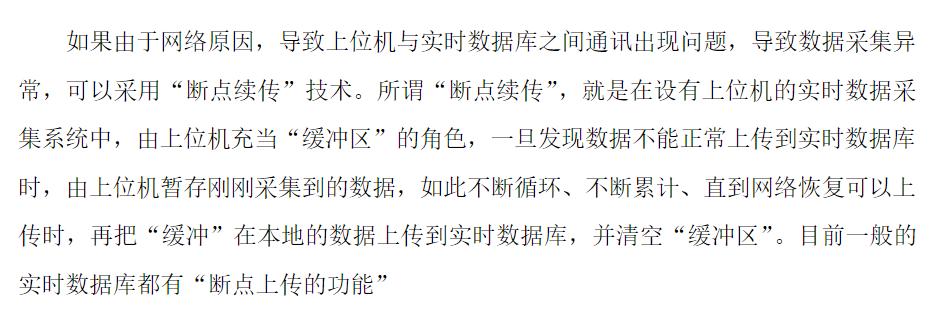 如果由于网络原因，导致上位机与实时数据库之间通讯出现问题，导致数据采集异
常，可以采用“断点续传”技术。所谓“断点续传”，就是在设有上位机的实时数据采
集系统中，由上位机充当“缓冲区”的角色，一旦发现数据不能正常上传到实时数据库
时，由上位机暂存刚刚采集到的数据，如此不断循环、不断累计、直到网络恢复可以上
传时，再把“缓冲”在本地的数据上传到实时数据库，并清空“缓冲区”。目前一般的
实时数据库都有“断点上传的功能”